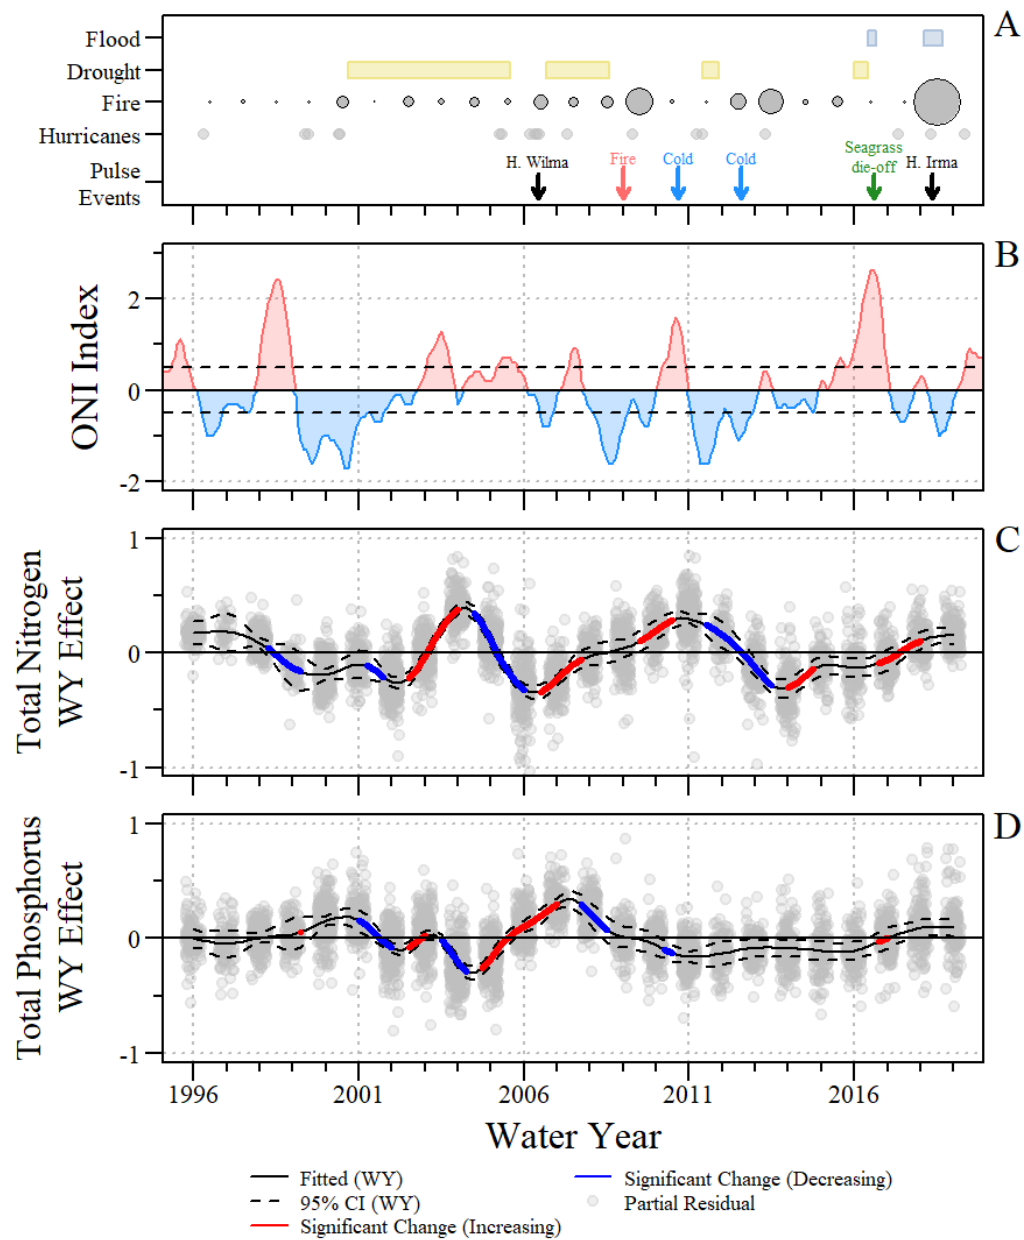 A
Flood
Drought
Fire
Hurricanes
Pulse
Events
H. Wilma
Fire
Cold
Cold
Seagrass
die-off
H. Irma
B
ONI Index
2
0
-2
C
Total Nitrogen
WY Effect
1
0
-1
D
Total Phosphorus
WY Effect
1
0
-1
1996
2001
2006
2011
2016
Water Year
Fitted (WY)
95% CI (WY)
Significant Change (Increasing)
Significant Change (Decreasing)
Partial Residual